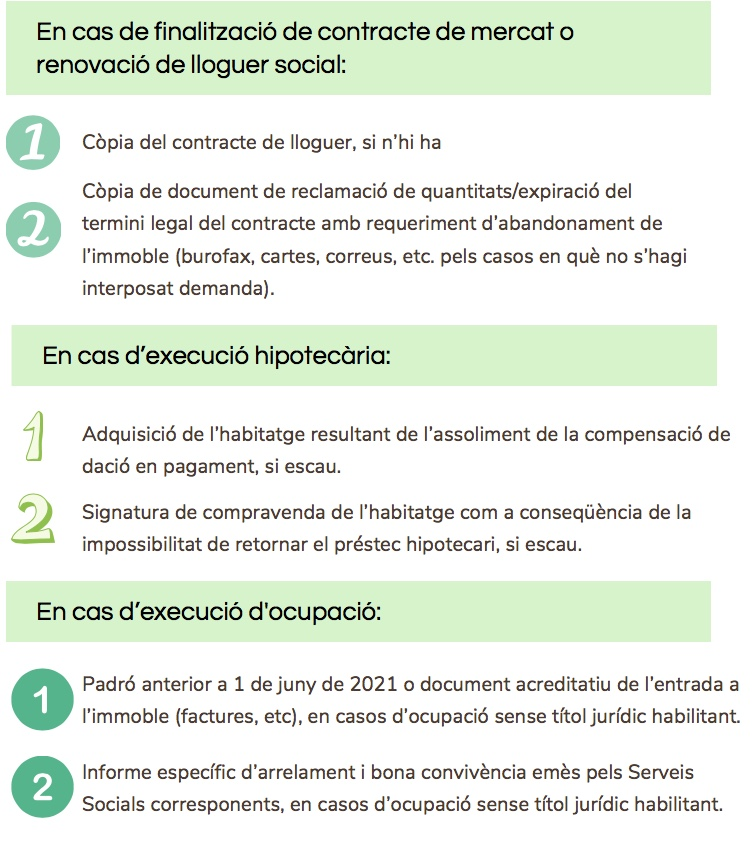 En cas de finalització de contracte de mercat o
renovació de lloguer social:
1
Còpia del contracte de lloguer, si n’hi ha
2
Còpia de document de reclamació de quantitats/expiració del
termini legal del contracte amb requeriment d’abandonament de
l’immoble (burofax, cartes, correus, etc. pels casos en què no s’hagi
interposat demanda).
En cas d’execució hipotecària:
1
Adquisició de l’habitatge resultant de l’assoliment de la compensació de
dació en pagament, si escau.
2
Signatura de compravenda de l’habitatge com a conseqüència de la
impossibilitat de retornar el préstec hipotecari, si escau.
En cas d’execució d'ocupació:
1
Padró anterior a 1 de juny de 2021 o document acreditatiu de l’entrada a
l’immoble (factures, etc), en casos d’ocupació sense títol jurídic habilitant.
2
Informe específic d’arrelament i bona convivència emès pels Serveis
Socials corresponents, en casos d’ocupació sense títol jurídic habilitant.